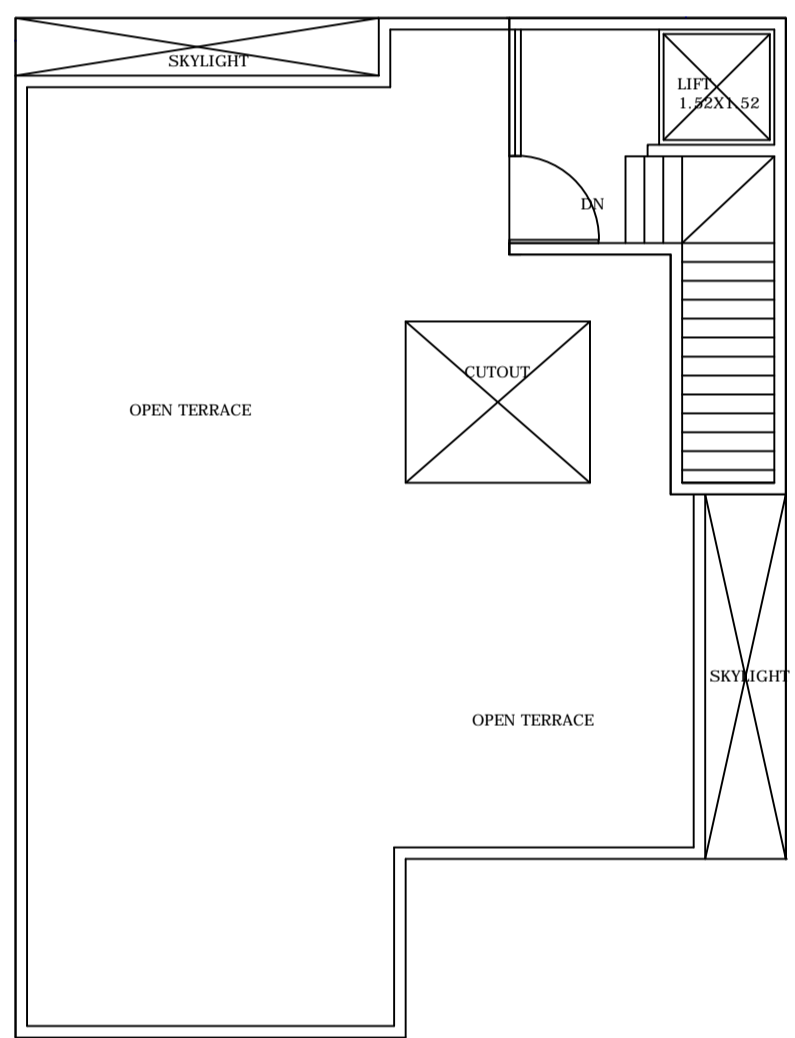 SKYLIGHT
LIFT
1.52X1.52
DN
CUTOUT
OPEN TERRACE
SKYLIGHT
OPEN TERRACE